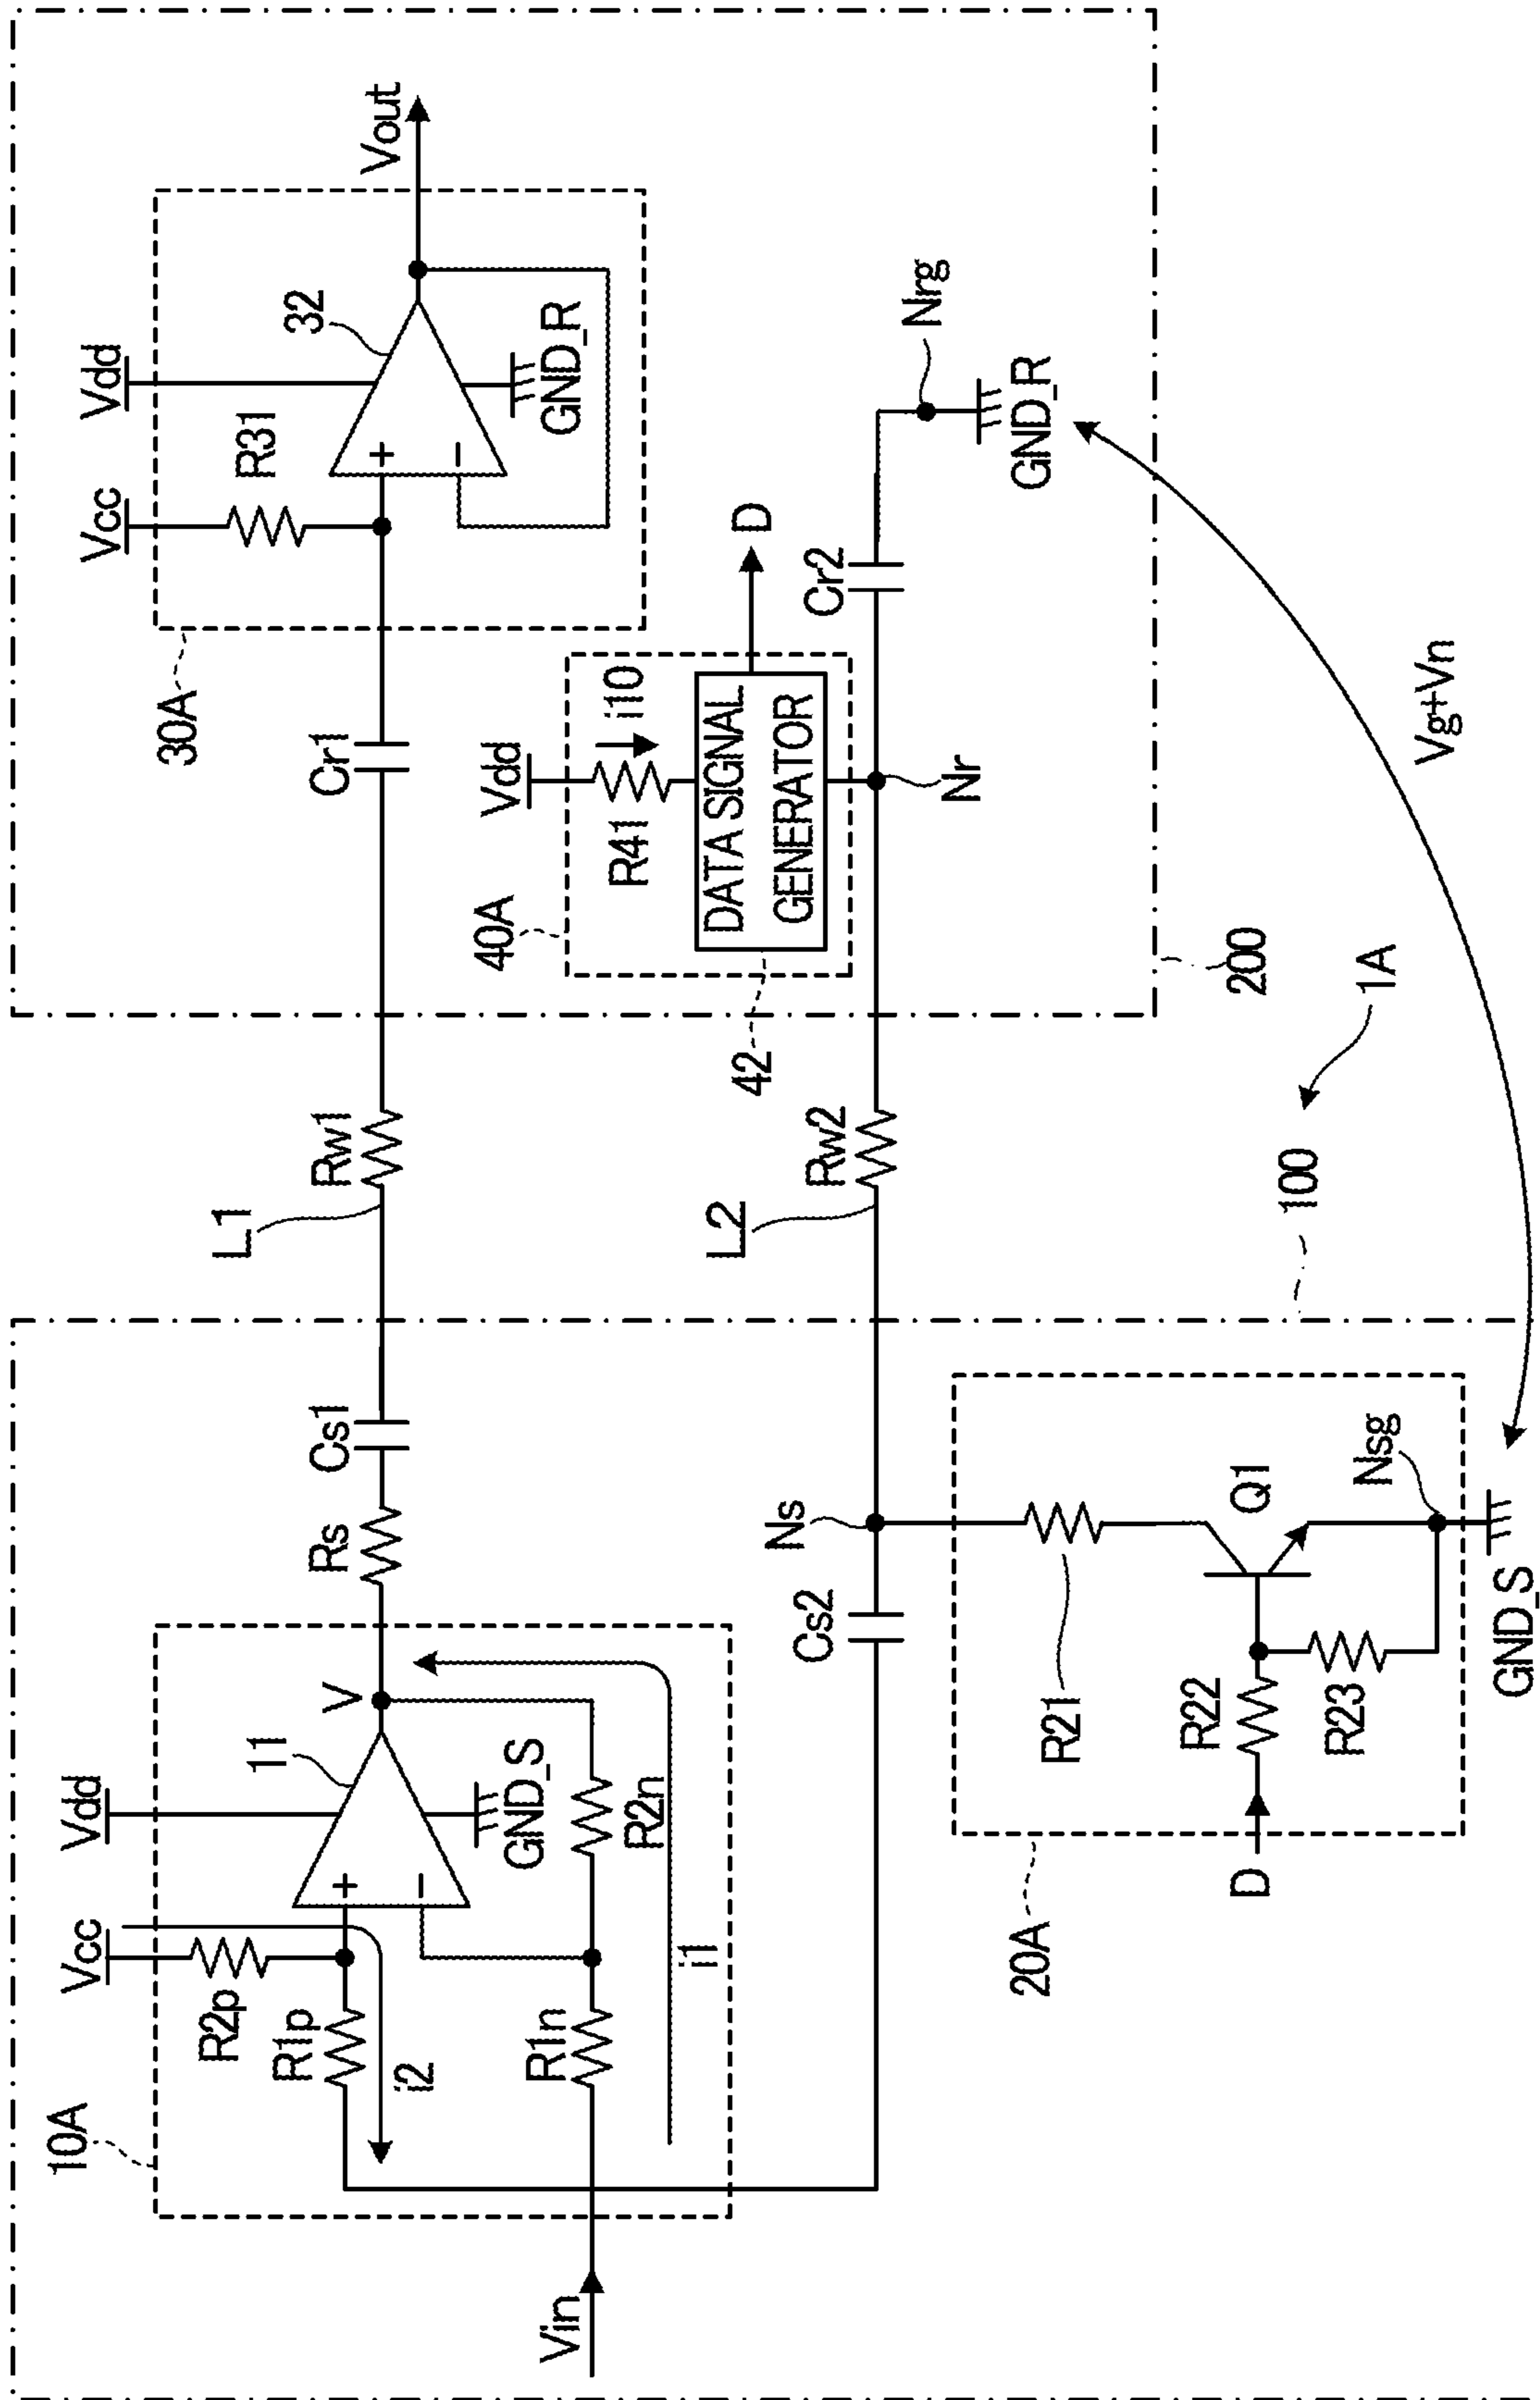 10A
Vcc
Vdd
R2p
R1p
i2
11
V
GND_S
R1n
R2n
i1
Vin
Rs
Cs1
L1
Rw1
Cr1
30A
Vcc
R31
Vdd
32
GND_R
Vout
Cs2
Ns
L2
Rw2
40A
Vdd
R41
i10
DATA SIGNAL
GENERATOR
42
D
Nr
Cr2
Nrg
GND_R
200
20A
D
R22
R21
R23
Q1
Nsg
GND_S
100
1A
Vg+Vn